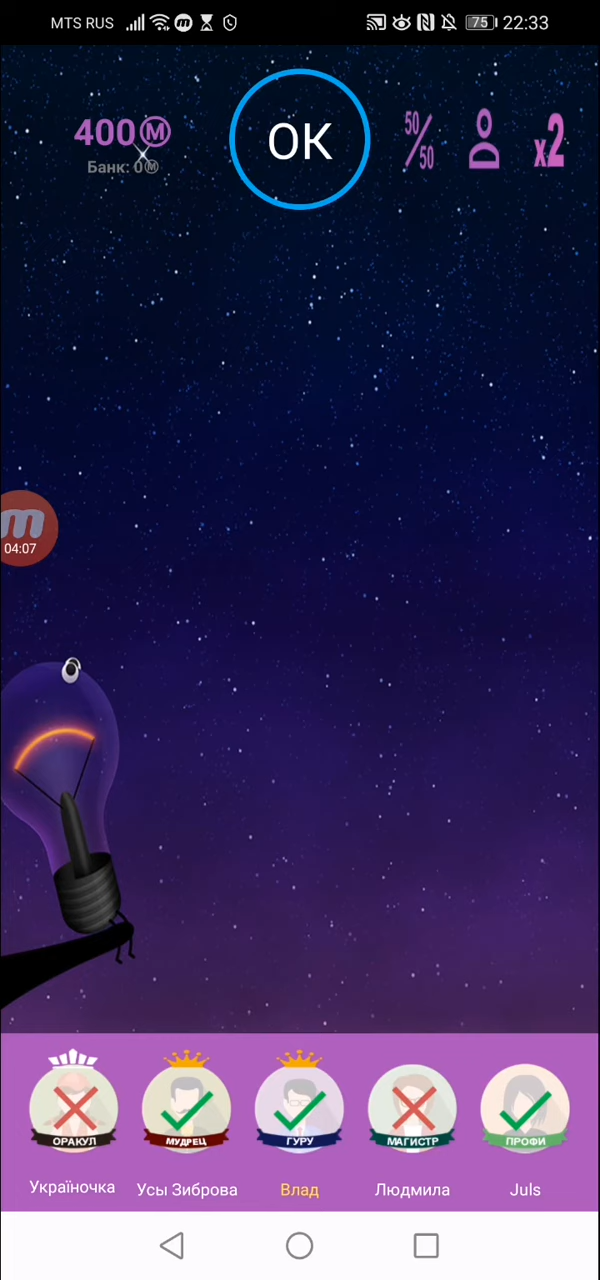 MTS RUS 75 22:33
400 M
Банк: 0 M
OK
50/50
x2
m
04:07
ОРАКУЛ МУДРЕЦ ГУРУ МАГИСТР ПРОФИ
Україночка Усы Зиброва Влад Людмила Juls